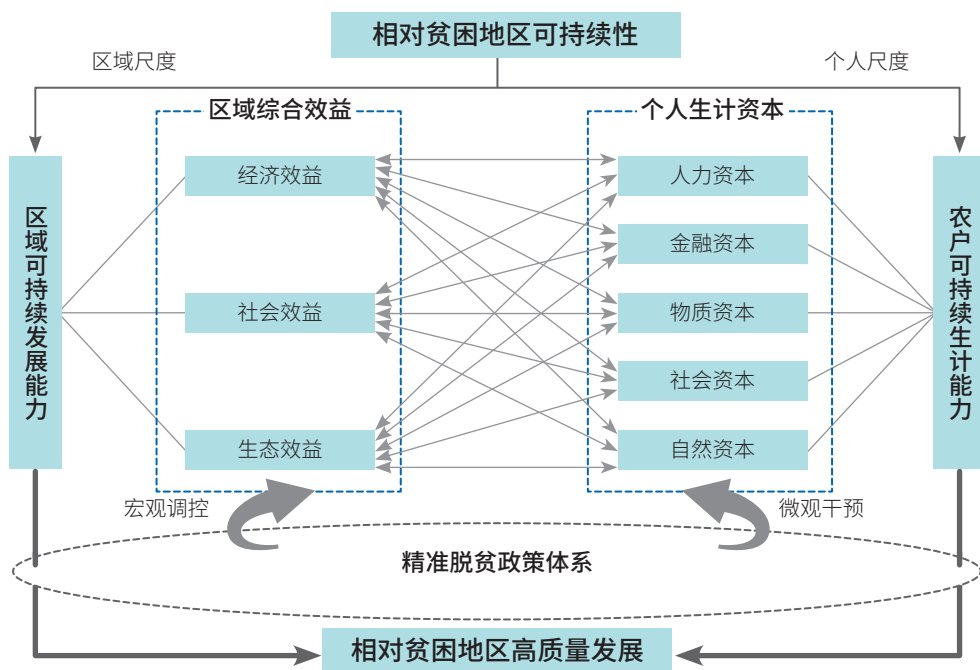 相对贫困地区可持续性
区域尺度
个人尺度
区域综合效益
个人生计资本
区域可持续发展能力
经济效益
社会效益
生态效益
人力资本
金融资本
物质资本
社会资本
自然资本
农户可持续生计能力
宏观调控
微观干预
精准脱贫政策体系
相对贫困地区高质量发展